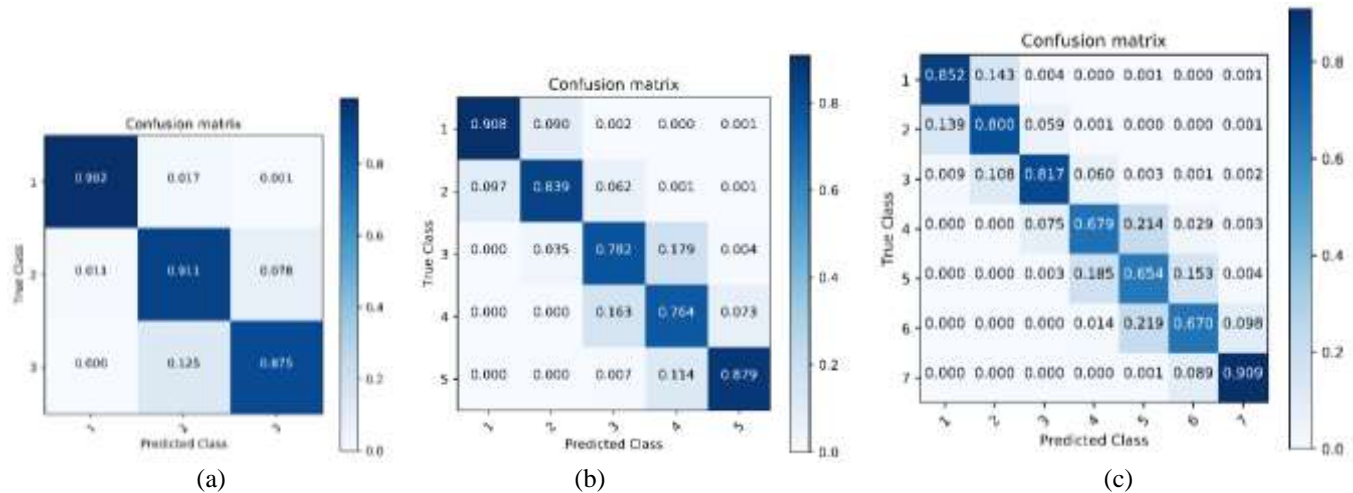 Confusion matrix
1 0.982 0.017 0.001
2 0.011 0.911 0.078
3 0.000 0.125 0.875
1 2 3
True Class
Predicted Class
0.8
0.6
0.4
0.2
0.0
(a)
Confusion matrix
1 0.908 0.090 0.002 0.000 0.001
2 0.097 0.839 0.062 0.001 0.001
3 0.000 0.035 0.782 0.179 0.004
4 0.000 0.000 0.163 0.764 0.073
5 0.000 0.000 0.007 0.114 0.879
1 2 3 4 5
True Class
Predicted Class
0.8
0.6
0.4
0.2
0.0
(b)
Confusion matrix
1 0.852 0.143 0.004 0.000 0.001 0.000 0.001
2 0.139 0.800 0.059 0.001 0.000 0.000 0.001
3 0.009 0.108 0.817 0.060 0.003 0.001 0.002
4 0.000 0.000 0.075 0.679 0.214 0.029 0.003
5 0.000 0.000 0.003 0.185 0.654 0.153 0.004
6 0.000 0.000 0.000 0.014 0.219 0.670 0.098
7 0.000 0.000 0.000 0.000 0.001 0.089 0.909
1 2 3 4 5 6 7
True Class
Predicted Class
0.8
0.6
0.4
0.2
0.0
(c)